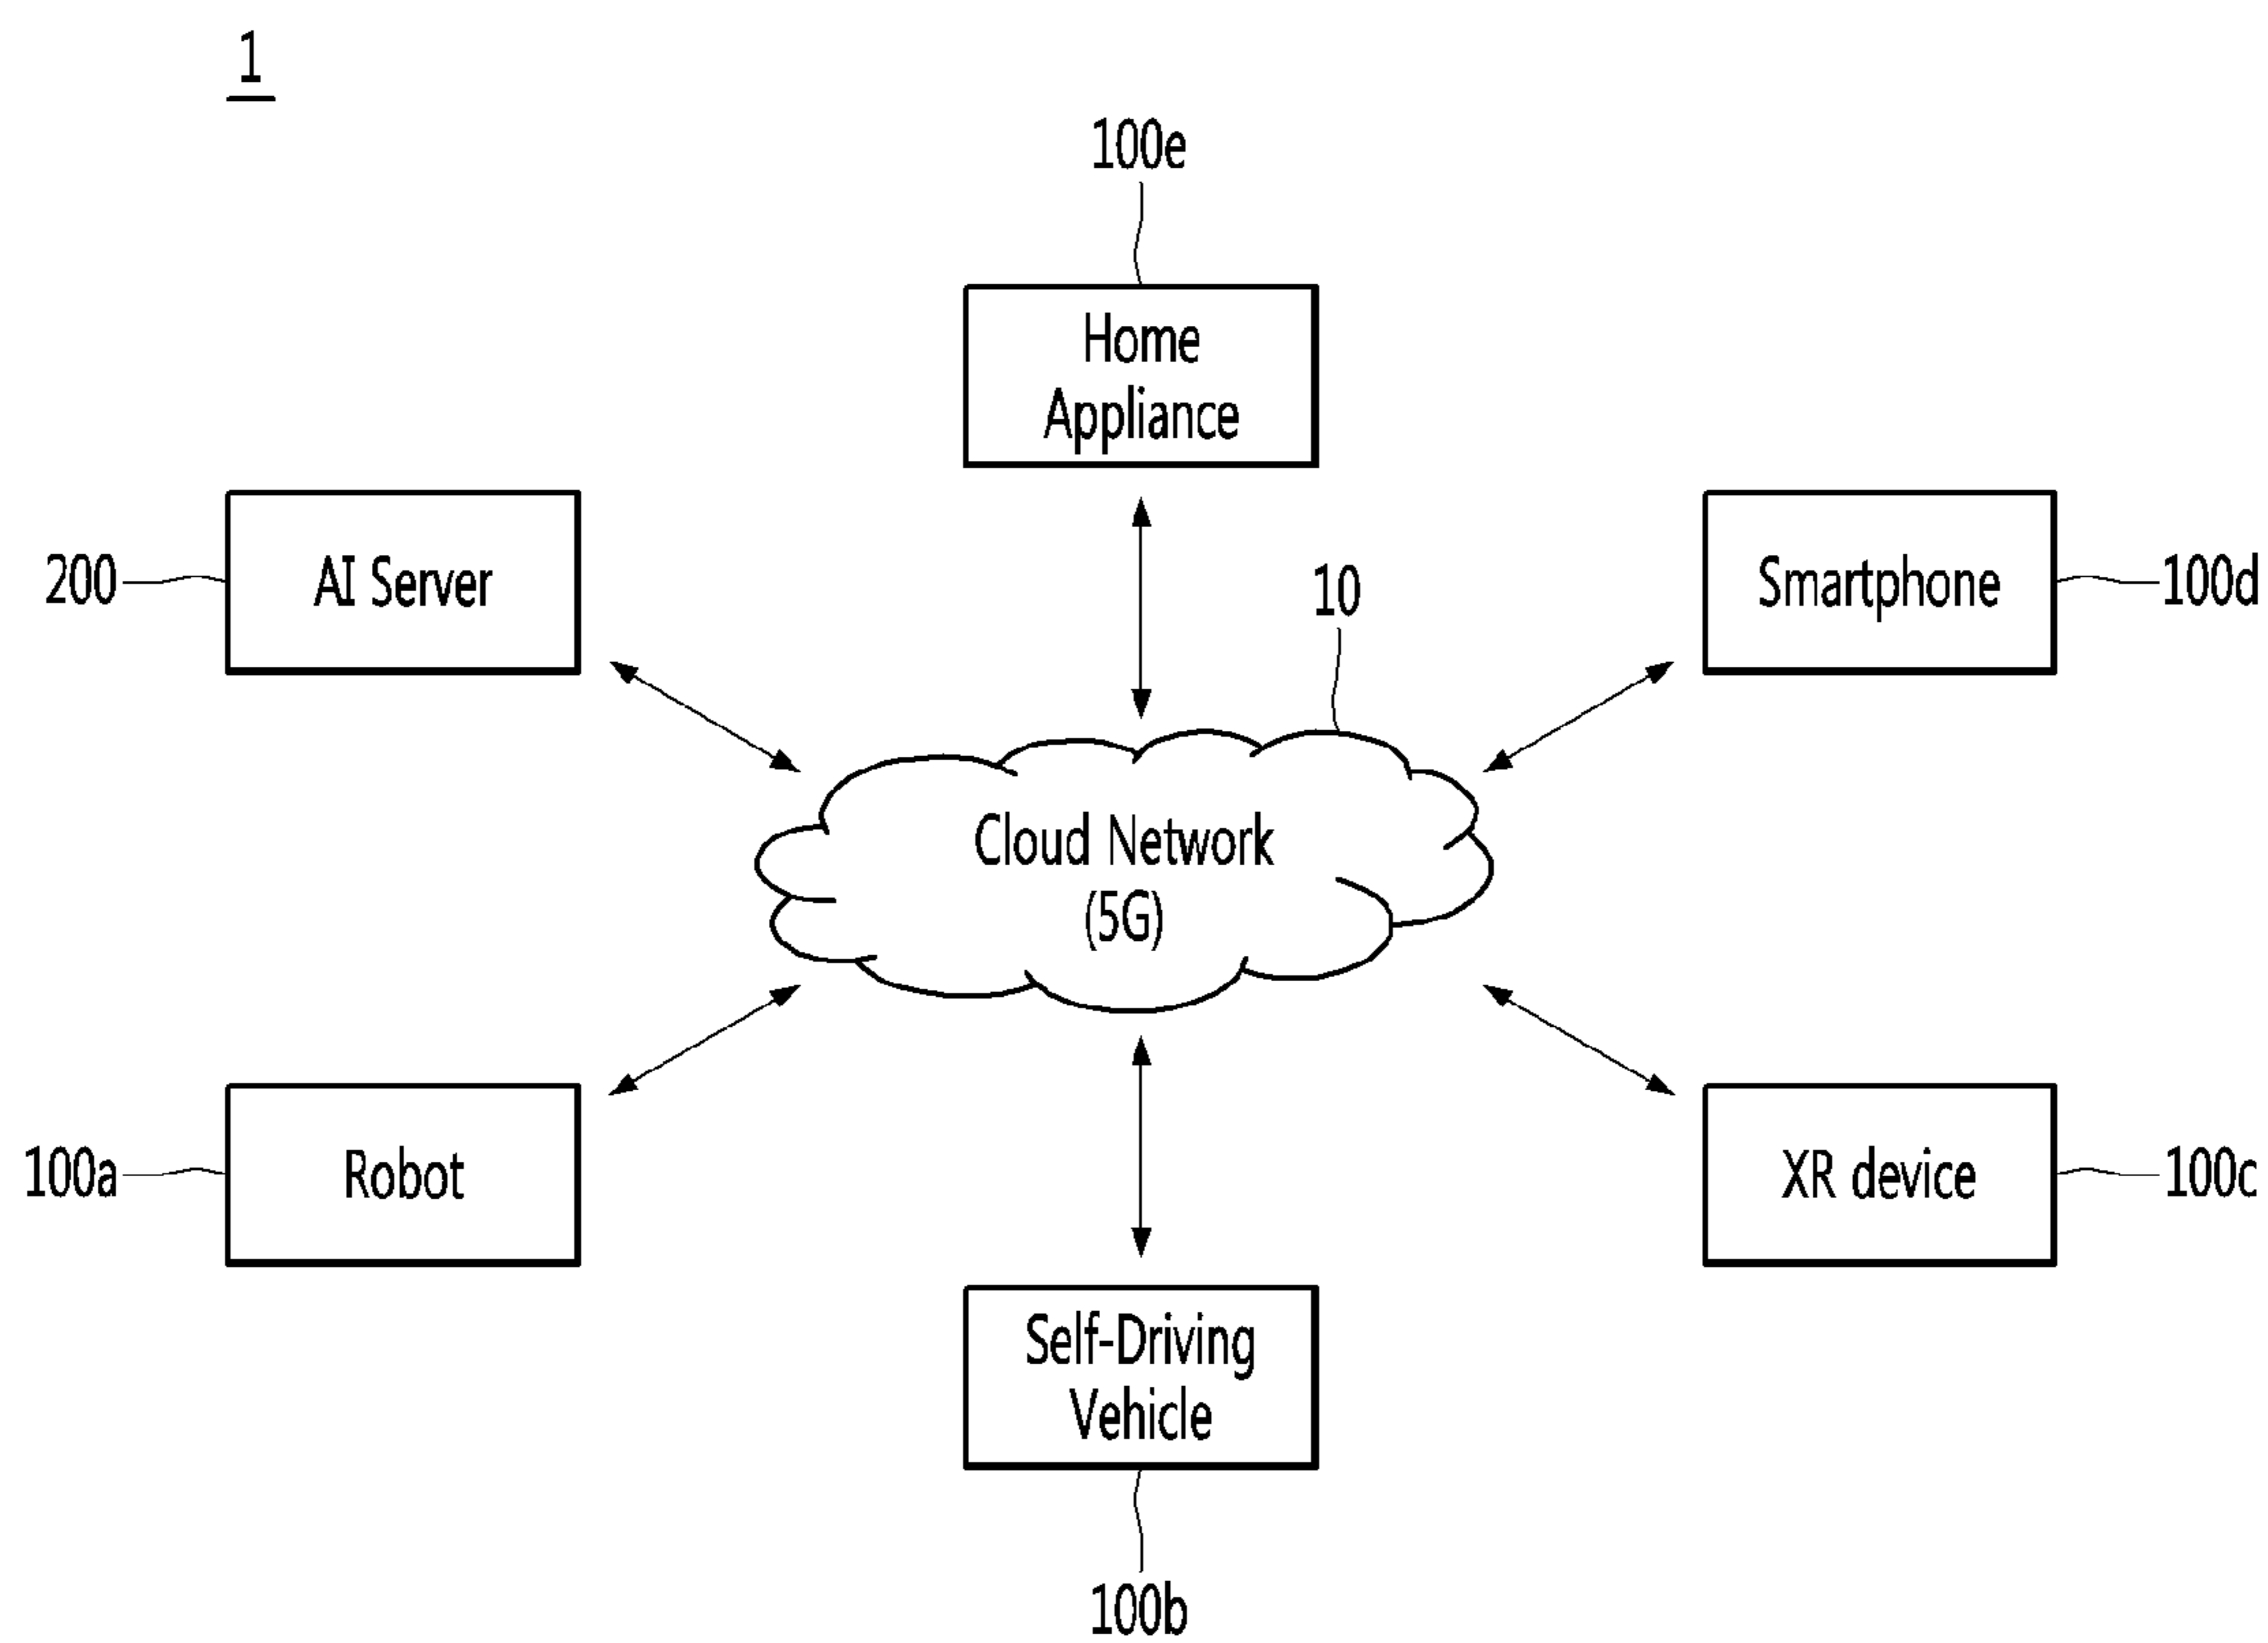 1
100e
Home
Appliance
200
AI Server
10
Smartphone
100d
Cloud Network
(5G)
100a
Robot
XR device
100c
Self-Driving
Vehicle
100b